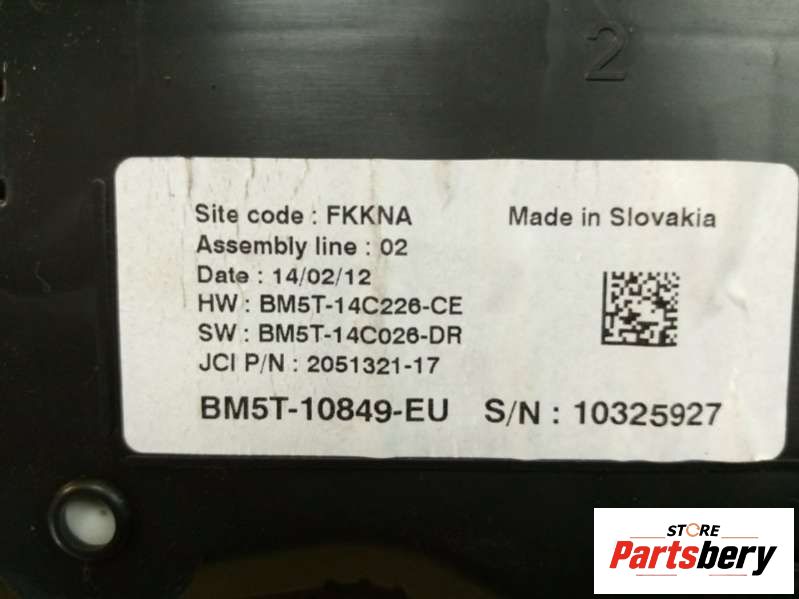 2
Site code : FKKNA
Made in Slovakia
Assembly line : 02
Date : 14/02/12
HW : BM5T-14C226-CE
SW : BM5T-14C026-DR
JCI P/N : 2051321-17
BM5T-10849-EU S/N : 10325927
STORE
Partsbery